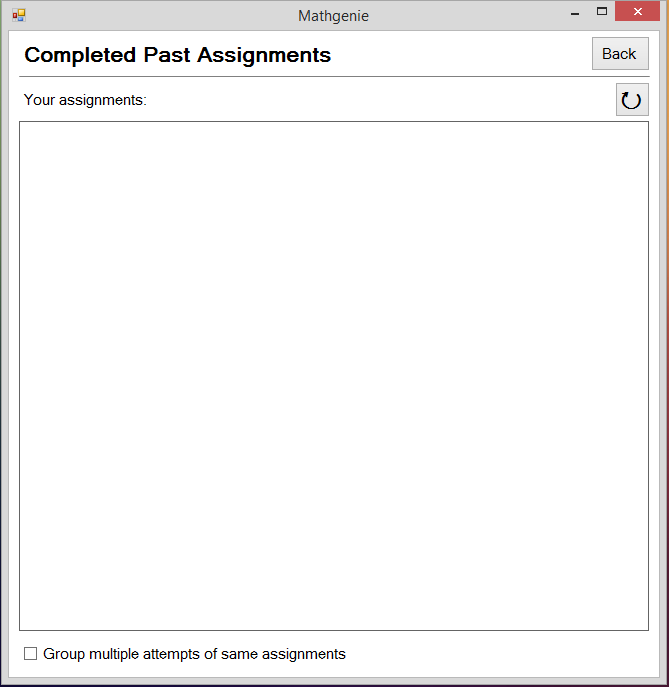 Mathgenie
Completed Past Assignments
Back
Your assignments:
Group multiple attempts of same assignments